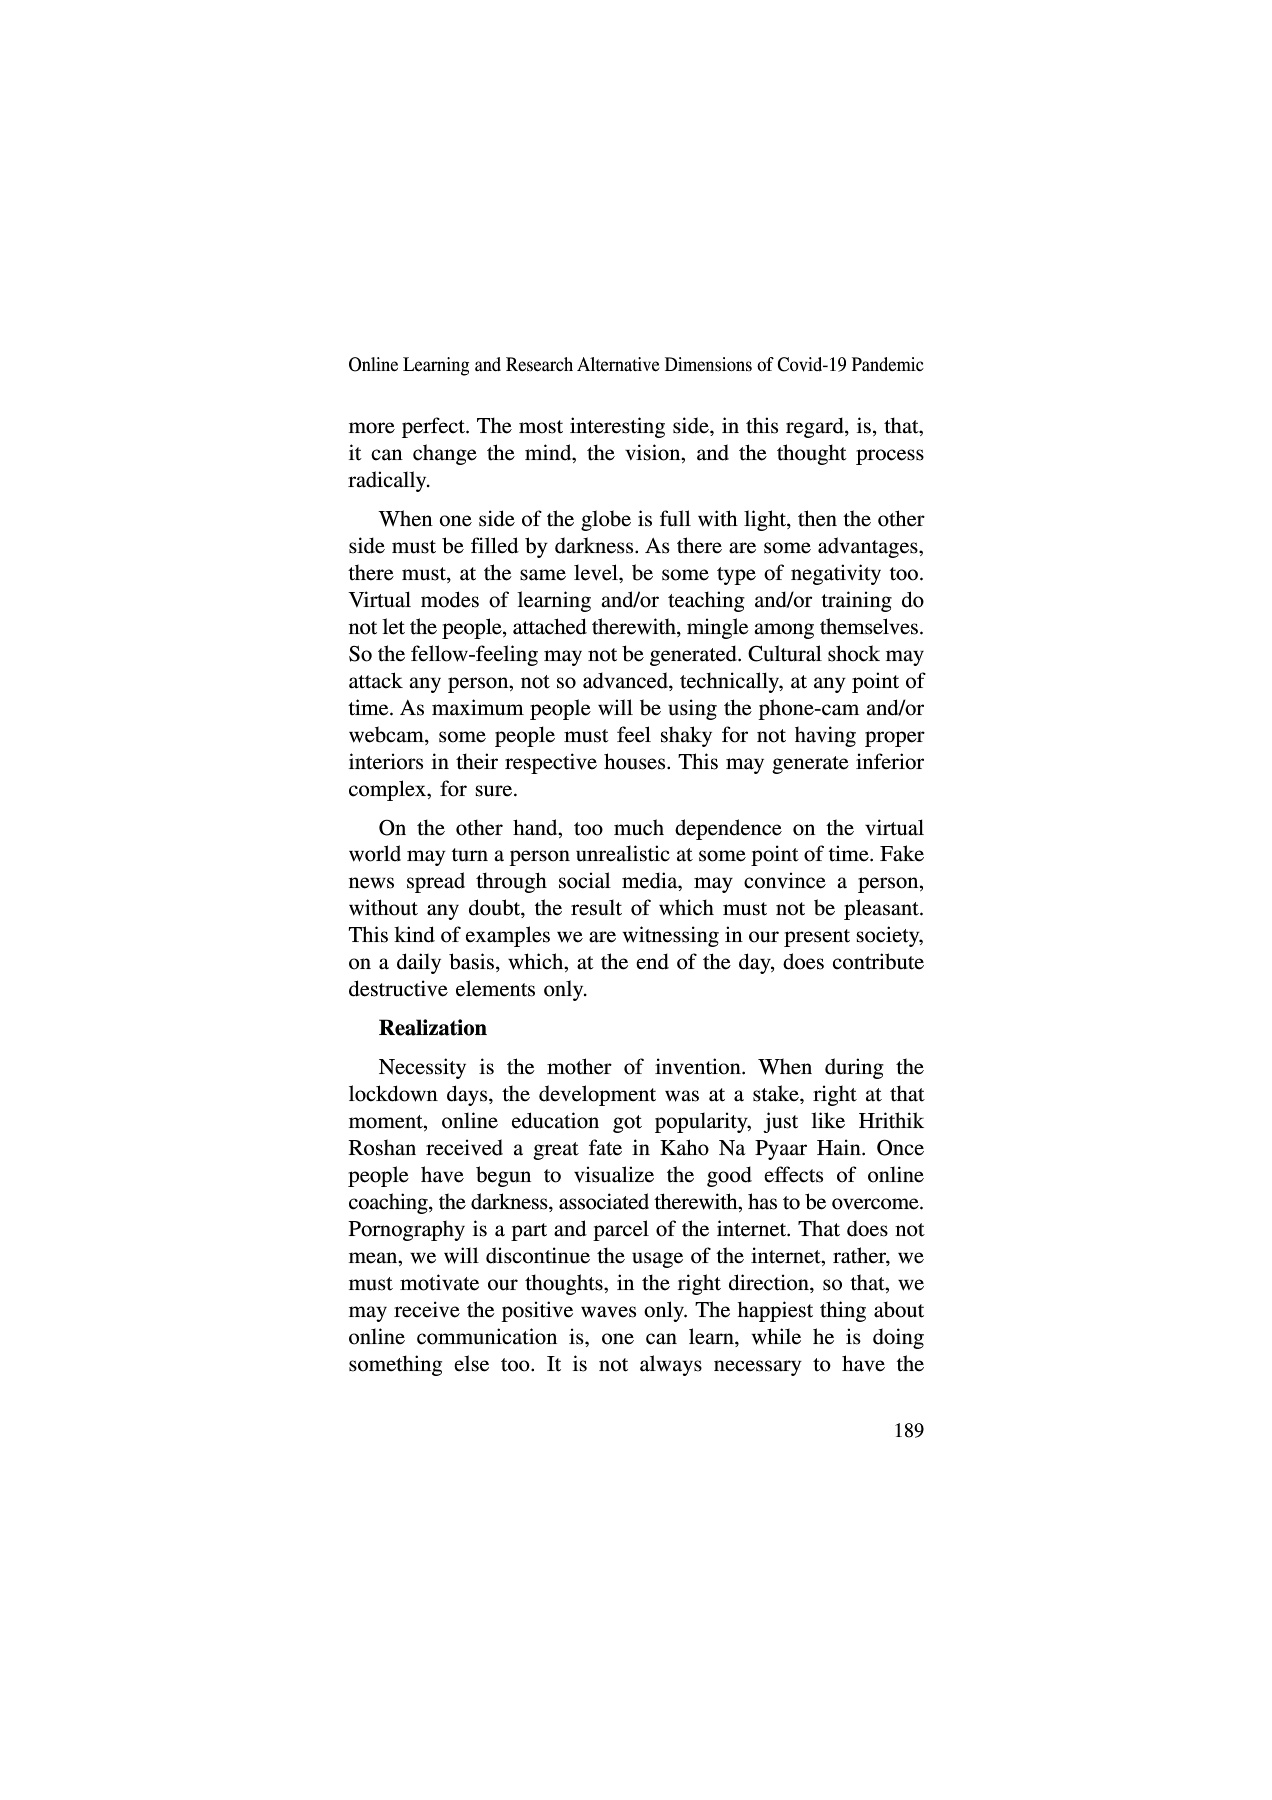 Online Learning and Research Alternative Dimensions of Covid-19 Pandemic
more perfect. The most interesting side, in this regard, is, that,
it can change the mind, the vision, and the thought process
radically.
When one side of the globe is full with light, then the other
side must be filled by darkness. As there are some advantages,
there must, at the same level, be some type of negativity too.
Virtual modes of learning and/or teaching and/or training do
not let the people, attached therewith, mingle among themselves.
So the fellow-feeling may not be generated. Cultural shock may
attack any person, not so advanced, technically, at any point of
time. As maximum people will be using the phone-cam and/or
webcam, some people must feel shaky for not having proper
interiors in their respective houses. This may generate inferior
complex, for sure.
On the other hand, too much dependence on the virtual
world may turn a person unrealistic at some point of time. Fake
news spread through social media, may convince a person,
without any doubt, the result of which must not be pleasant.
This kind of examples we are witnessing in our present society,
on a daily basis, which, at the end of the day, does contribute
destructive elements only.
Realization
Necessity is the mother of invention. When during the
lockdown days, the development was at a stake, right at that
moment, online education got popularity, just like Hrithik
Roshan received a great fate in Kaho Na Pyaar Hain. Once
people have begun to visualize the good effects of online
coaching, the darkness, associated therewith, has to be overcome.
Pornography is a part and parcel of the internet. That does not
mean, we will discontinue the usage of the internet, rather, we
must motivate our thoughts, in the right direction, so that, we
may receive the positive waves only. The happiest thing about
online communication is, one can learn, while he is doing
something else too. It is not always necessary to have the
189